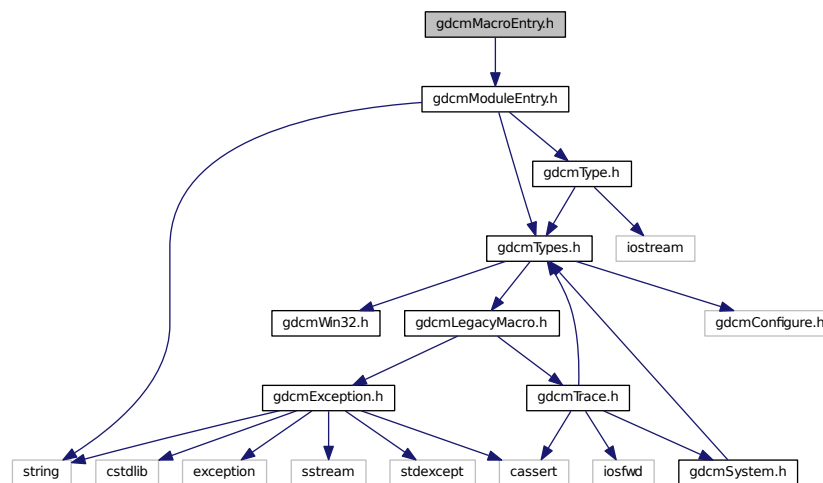 gdcmMacroEntry.h
gdcmModuleEntry.h
gdcmType.h
gdcmTypes.h
iostream
gdcmWin32.h
gdcmLegacyMacro.h
gdcmConfigure.h
gdcmException.h
gdcmTrace.h
string
cstdlib
exception
sstream
stdexcept
cassert
iosfwd
gdcmSystem.h